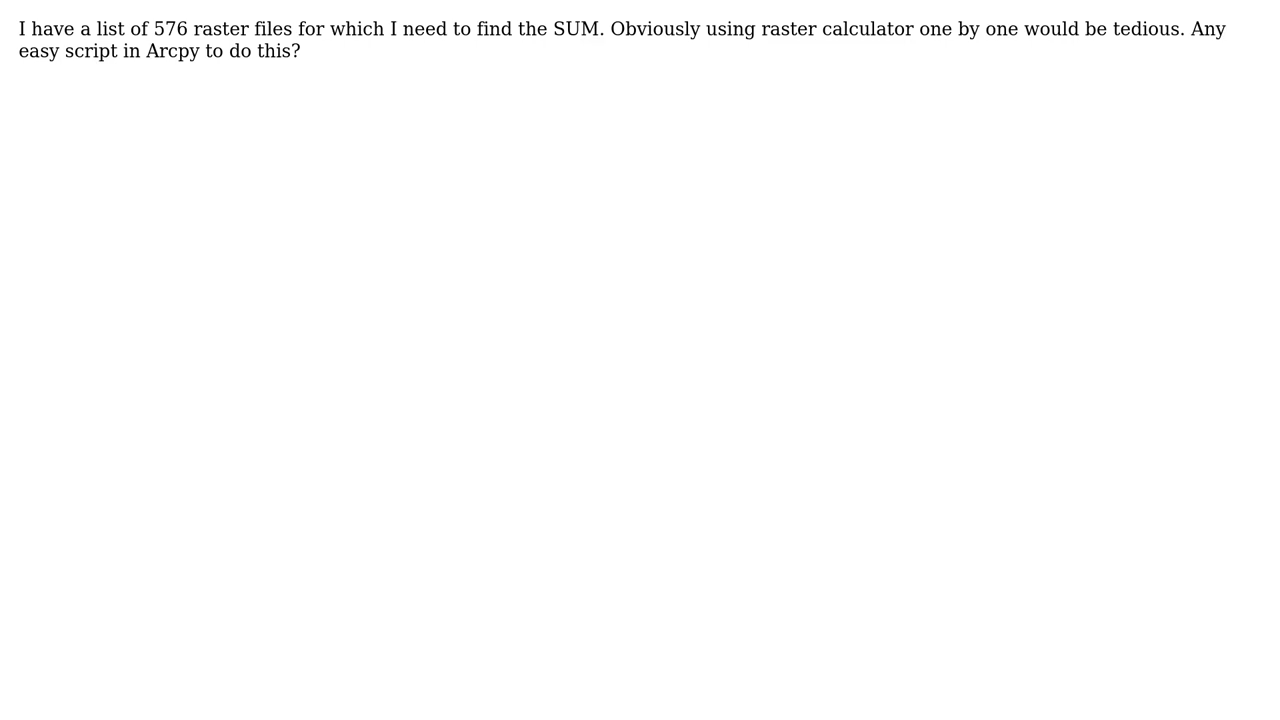 I have a list of 576 raster files for which I need to find the SUM. Obviously using raster calculator one by one would be tedious. Any
easy script in Arcpy to do this?